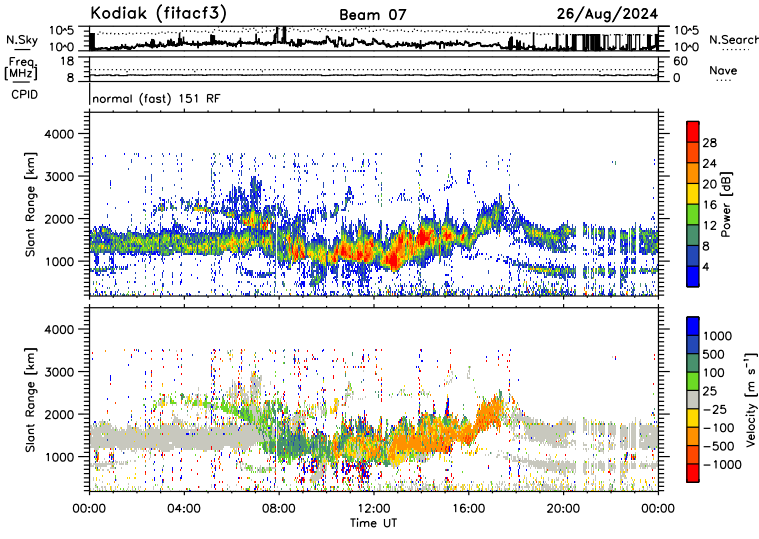 Kodiak (fitacf3) Beam 07 26/Aug/2024
N.Sky 10^5 10^0 10^5 10^0 N.Search
Freq. [MHz] 18 8 60 0 Nave
CPID normal (fast) 151 RF
Slant Range [km] 4000 3000 2000 1000
28 24 20 16 12 8 4 Power [dB]
Slant Range [km] 4000 3000 2000 1000
1000 500 100 25 -25 -100 -500 -1000 Velocity [m s⁻¹]
00:00 04:00 08:00 12:00 16:00 20:00 00:00
Time UT